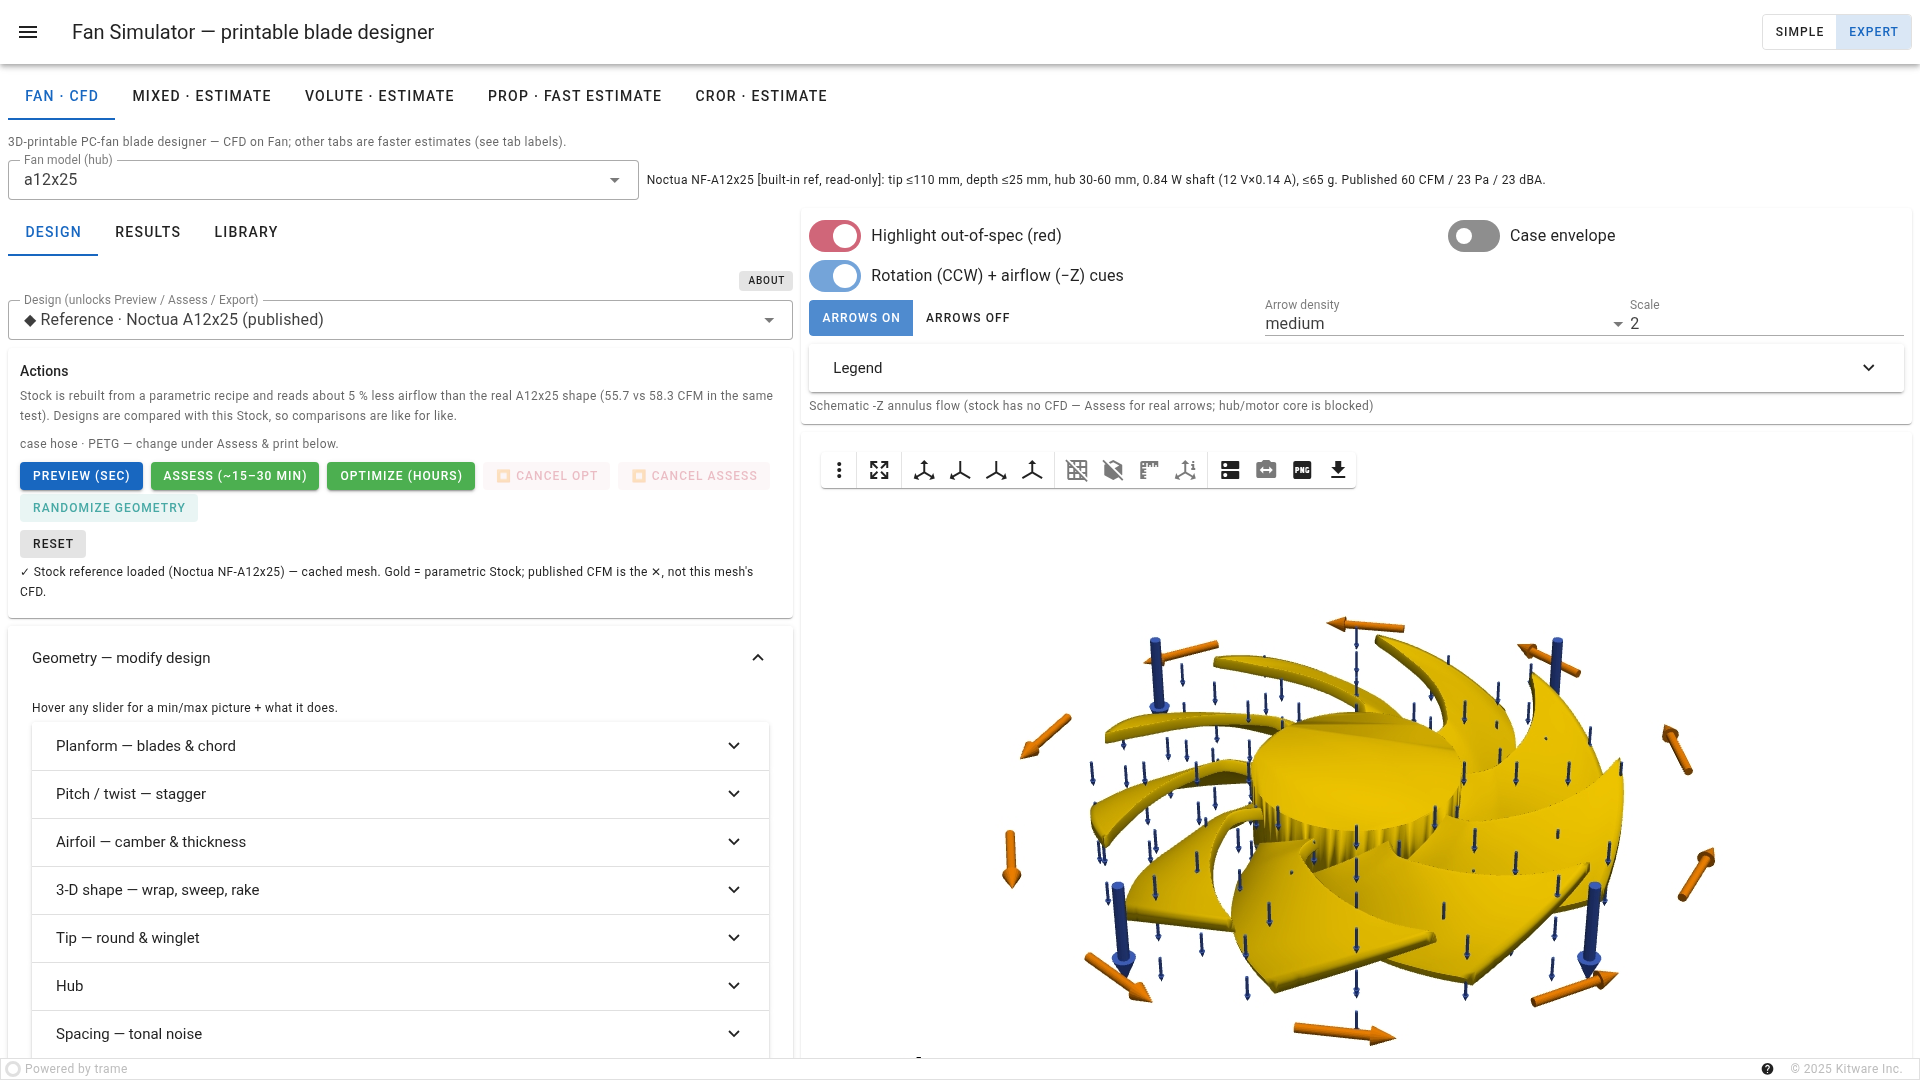 Fan Simulator — printable blade designer
SIMPLE
EXPERT
FAN · CFD
MIXED · ESTIMATE
VOLUTE · ESTIMATE
PROP · FAST ESTIMATE
CROR · ESTIMATE
3D-printable PC-fan blade designer — CFD on Fan; other tabs are faster estimates (see tab labels).
Fan model (hub)
a12x25
Noctua NF-A12x25 [built-in ref, read-only]: tip ≤110 mm, depth ≤25 mm, hub 30-60 mm, 0.84 W shaft (12 V×0.14 A), ≤65 g. Published 60 CFM / 23 Pa / 23 dBA.
DESIGN
RESULTS
LIBRARY
ABOUT
Design (unlocks Preview / Assess / Export)
◆ Reference · Noctua A12x25 (published)
Actions
Stock is rebuilt from a parametric recipe and reads about 5 % less airflow than the real A12x25 shape (55.7 vs 58.3 CFM in the same
test). Designs are compared with this Stock, so comparisons are like for like.
case hose · PETG — change under Assess & print below.
PREVIEW (SEC)
ASSESS (~15–30 MIN)
OPTIMIZE (HOURS)
CANCEL OPT
CANCEL ASSESS
RANDOMIZE GEOMETRY
RESET
✓ Stock reference loaded (Noctua NF-A12x25) — cached mesh. Gold = parametric Stock; published CFM is the ✕, not this mesh's
CFD.
Geometry — modify design
Hover any slider for a min/max picture + what it does.
Planform — blades & chord
Pitch / twist — stagger
Airfoil — camber & thickness
3-D shape — wrap, sweep, rake
Tip — round & winglet
Hub
Spacing — tonal noise
Highlight out-of-spec (red)
Case envelope
Rotation (CCW) + airflow (−Z) cues
ARROWS ON
ARROWS OFF
Arrow density
medium
Scale
2
Legend
Schematic -Z annulus flow (stock has no CFD — Assess for real arrows; hub/motor core is blocked)
PNG
Powered by trame
© 2025 Kitware Inc.